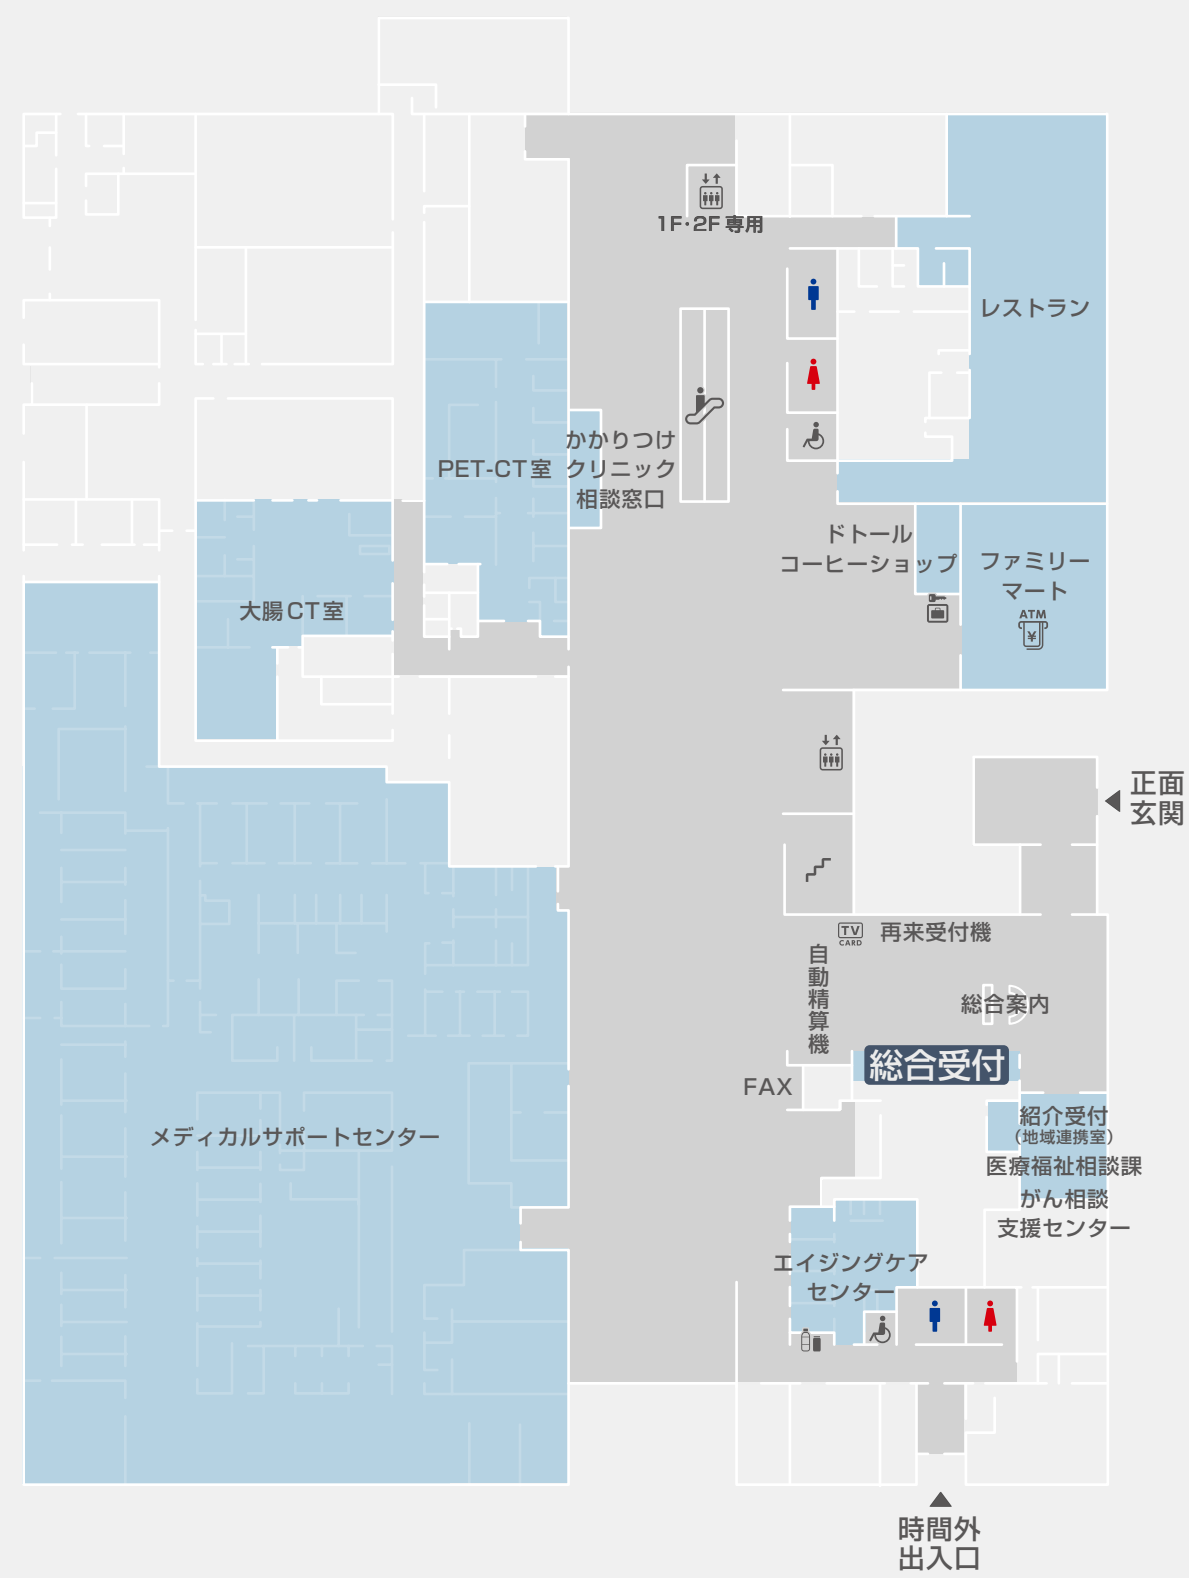 1F･2F 専用
レストラン
かかりつけ
クリニック
相談窓口
PET-CT室
ドトール
コーヒーショップ
ファミリー
マート
ATM
¥
大腸CT室
正面
玄関
TV
CARD
再来受付機
自動精算機
総合案内
総合受付
FAX
紹介受付
（地域連携室）
医療福祉相談課
がん相談
支援センター
メディカルサポートセンター
エイジングケア
センター
時間外
出入口